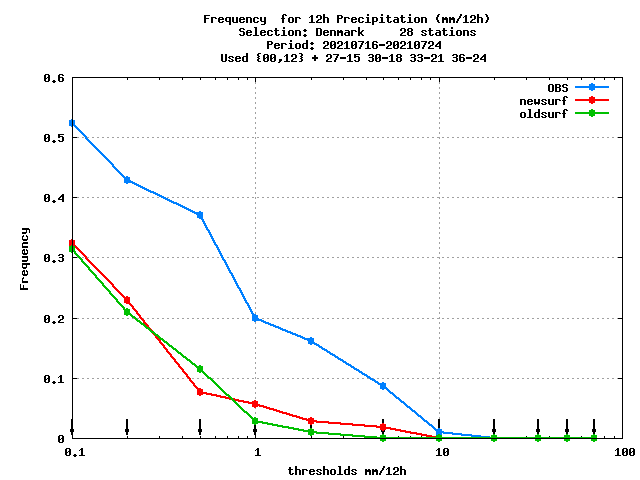 Frequency  for 12h Precipitation (mm/12h)
Selection: Denmark     28 stations
Period: 20210716-20210724
Used {00,12} + 27-15 30-18 33-21 36-24
OBS
newsurf
oldsurf
0.6
0.5
0.4
0.3
0.2
0.1
0
Frequency
0.1 1 10 100
thresholds mm/12h